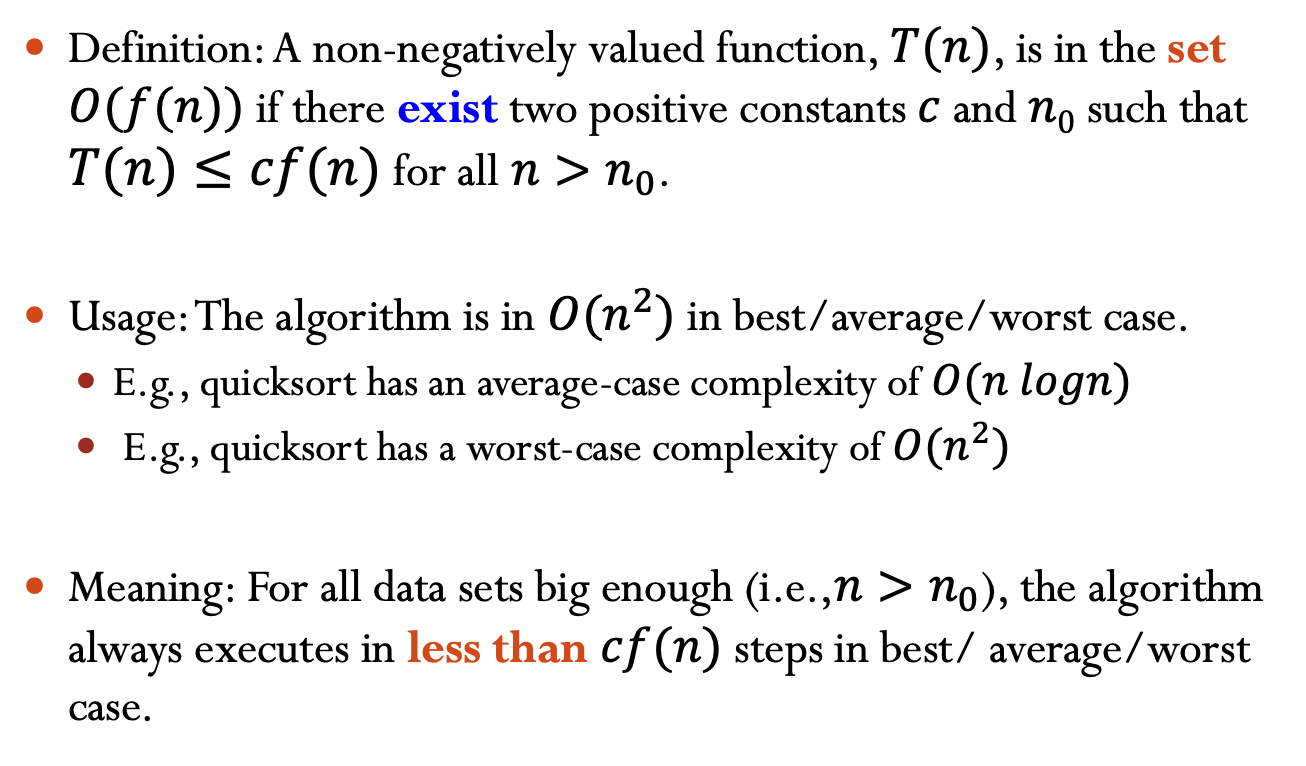 • Definition: A non-negatively valued function, T(n), is in the set
O(f(n)) if there exist two positive constants c and n₀ such that
T(n) ≤ cf(n) for all n > n₀.
• Usage: The algorithm is in O(n²) in best/average/worst case.
• E.g., quicksort has an average-case complexity of O(n logn)
• E.g., quicksort has a worst-case complexity of O(n²)
• Meaning: For all data sets big enough (i.e.,n > n₀), the algorithm
always executes in less than cf(n) steps in best/ average/worst
case.